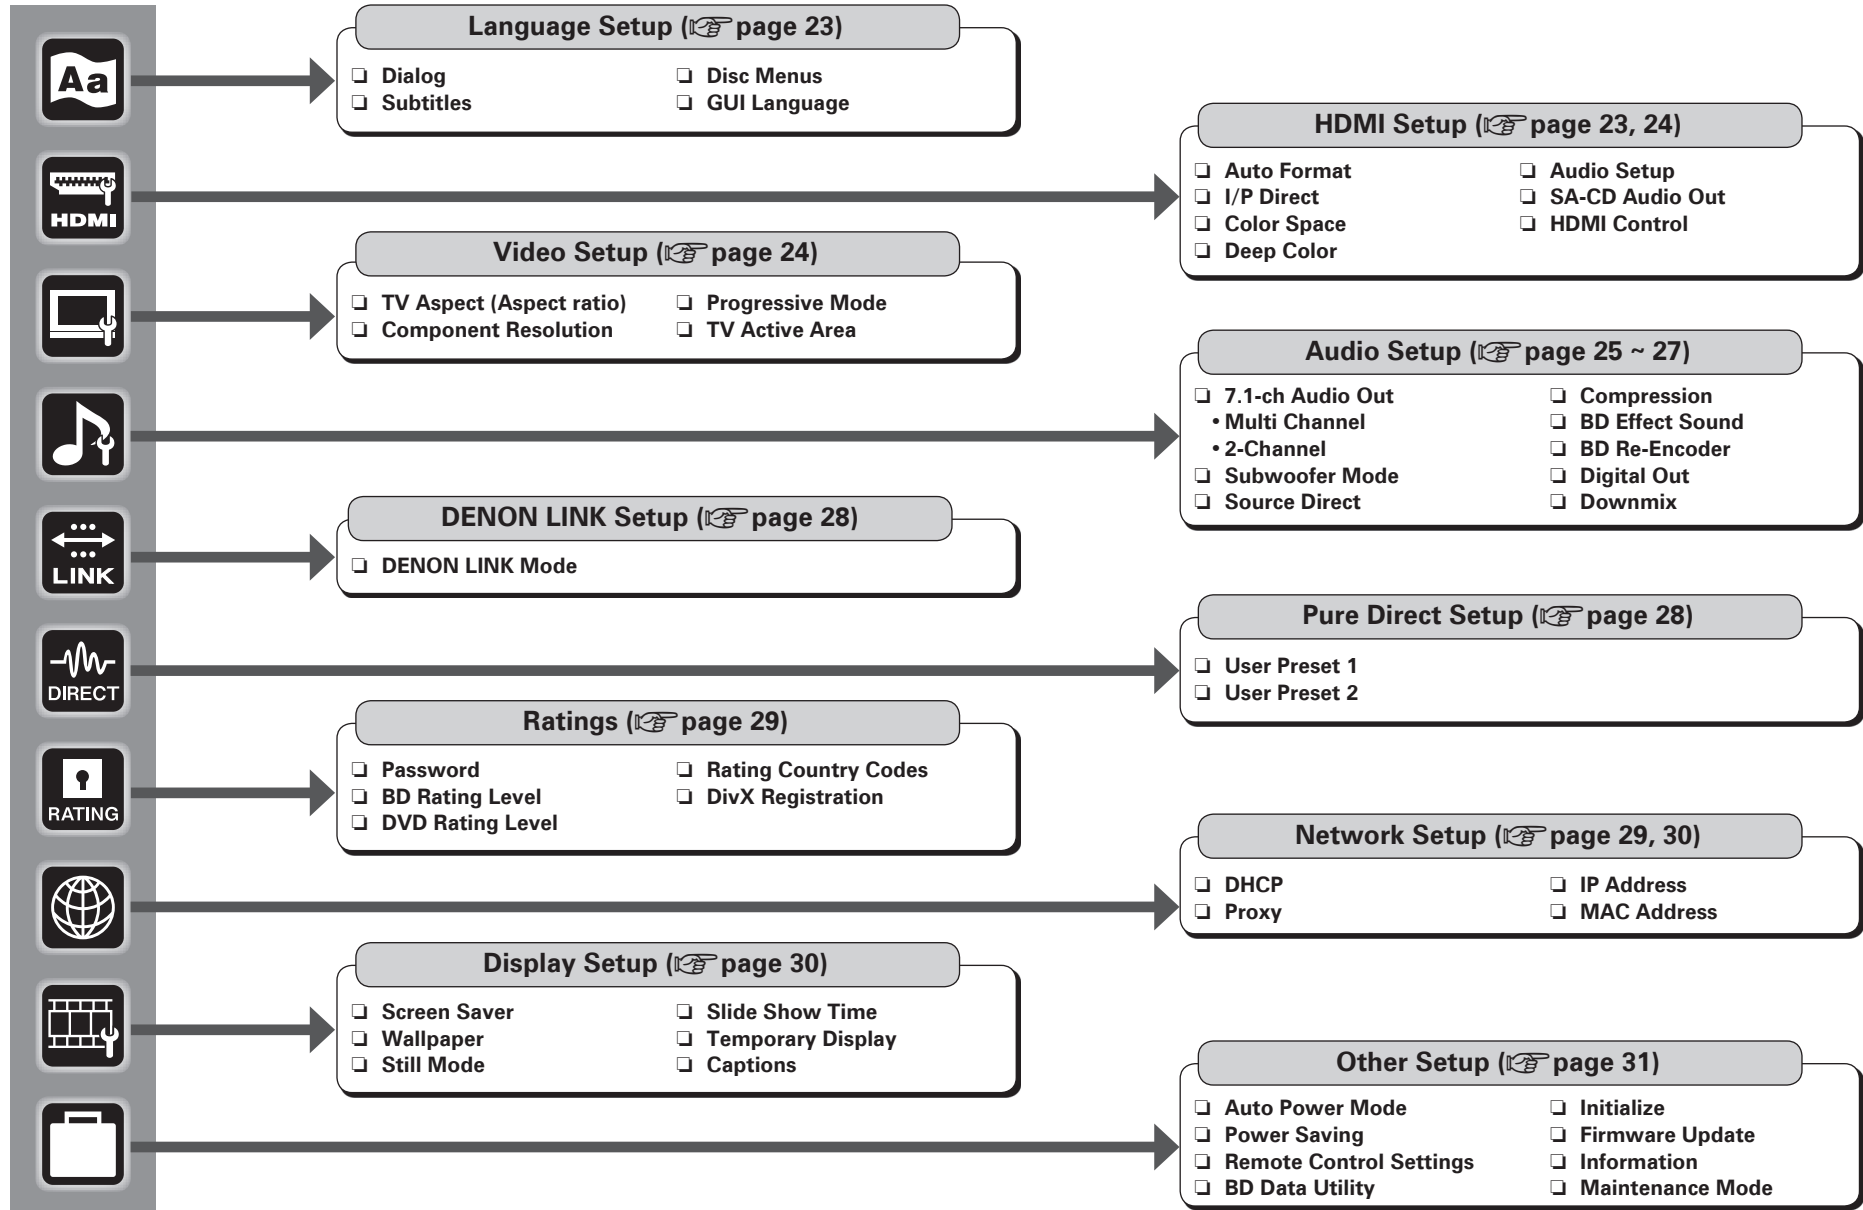 Aa
Language Setup (☞ page 23)
❏ Dialog
❏ Subtitles
❏ Disc Menus
❏ GUI Language
HDMI
HDMI Setup (☞ page 23, 24)
❏ Auto Format
❏ I/P Direct
❏ Color Space
❏ Deep Color
❏ Audio Setup
❏ SA-CD Audio Out
❏ HDMI Control
Video Setup (☞ page 24)
❏ TV Aspect (Aspect ratio)
❏ Component Resolution
❏ Progressive Mode
❏ TV Active Area
Audio Setup (☞ page 25 ~ 27)
❏ 7.1-ch Audio Out
• Multi Channel
• 2-Channel
❏ Subwoofer Mode
❏ Source Direct
❏ Compression
❏ BD Effect Sound
❏ BD Re-Encoder
❏ Digital Out
❏ Downmix
LINK
DENON LINK Setup (☞ page 28)
❏ DENON LINK Mode
DIRECT
Pure Direct Setup (☞ page 28)
❏ User Preset 1
❏ User Preset 2
RATING
Ratings (☞ page 29)
❏ Password
❏ BD Rating Level
❏ DVD Rating Level
❏ Rating Country Codes
❏ DivX Registration
Network Setup (☞ page 29, 30)
❏ DHCP
❏ Proxy
❏ IP Address
❏ MAC Address
Display Setup (☞ page 30)
❏ Screen Saver
❏ Wallpaper
❏ Still Mode
❏ Slide Show Time
❏ Temporary Display
❏ Captions
Other Setup (☞ page 31)
❏ Auto Power Mode
❏ Power Saving
❏ Remote Control Settings
❏ BD Data Utility
❏ Initialize
❏ Firmware Update
❏ Information
❏ Maintenance Mode